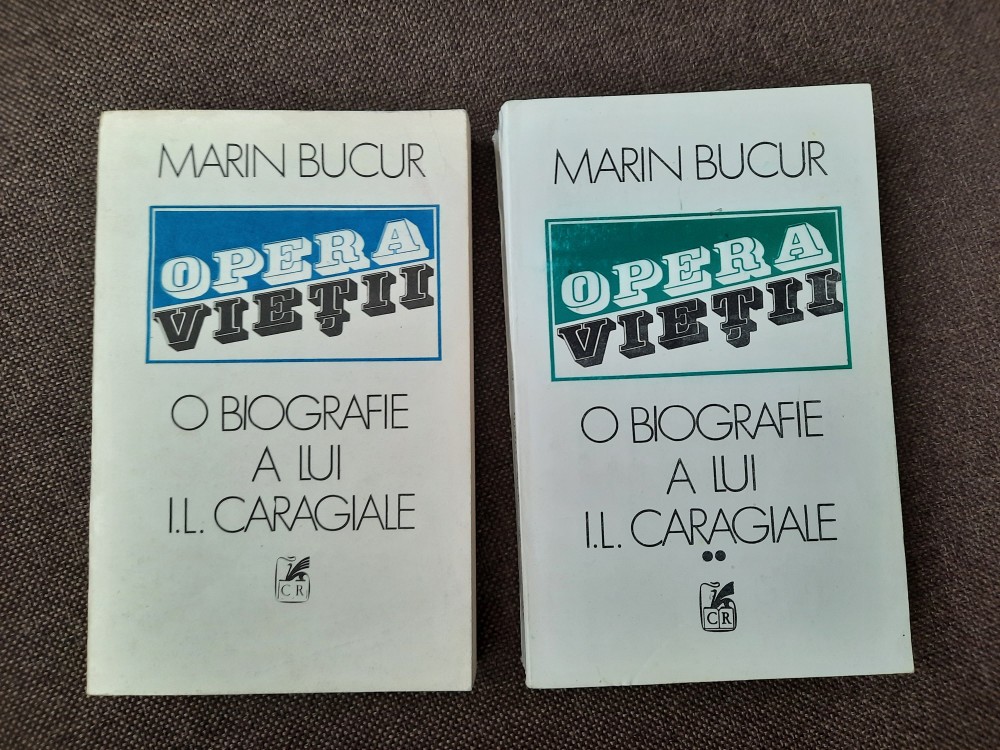 MARIN BUCUR
OPERA
VIEȚII
O BIOGRAFIE
A LUI
I.L. CARAGIALE
CR
MARIN BUCUR
OPERA
VIEȚII
O BIOGRAFIE
A LUI
I.L. CARAGIALE
••
CR